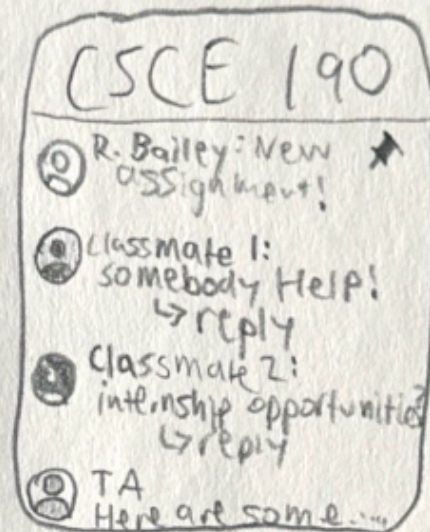 CSCE 190
R. Bailey: New
assignment!
Classmate 1:
somebody Help!
↳ reply
Classmate 2:
internship opportunities?
↳ reply
TA
Here are some....